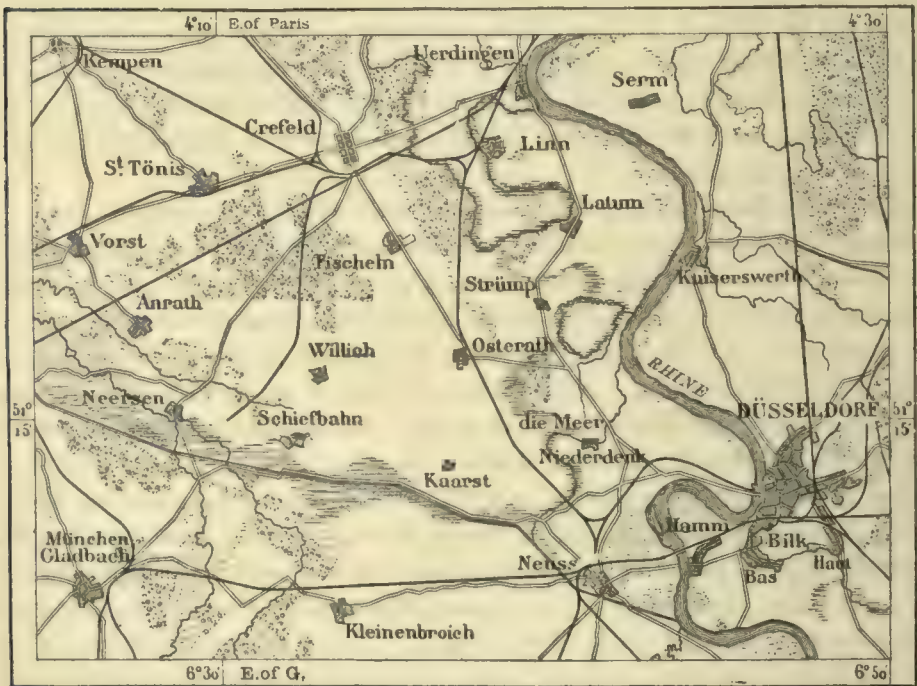 4°10' E. of Paris 4°30'
Kempen
Uerdingen
Serm
Crefeld
Linn
St. Tönis
Latum
Vorst
Fischeln
Kaiserswerth
Strümp
Anrath
Osterath
Willich
RHINE
Neersen
DÜSSELDORF
51°
15'
51°
15'
Schiefbahn
die Meer
Niederdonk
Kaarst
München
Gladbach
Hamm
Bilk
Neuss
Bas
Ham
Kleinenbroich
6°30' E. of G. 6°50'